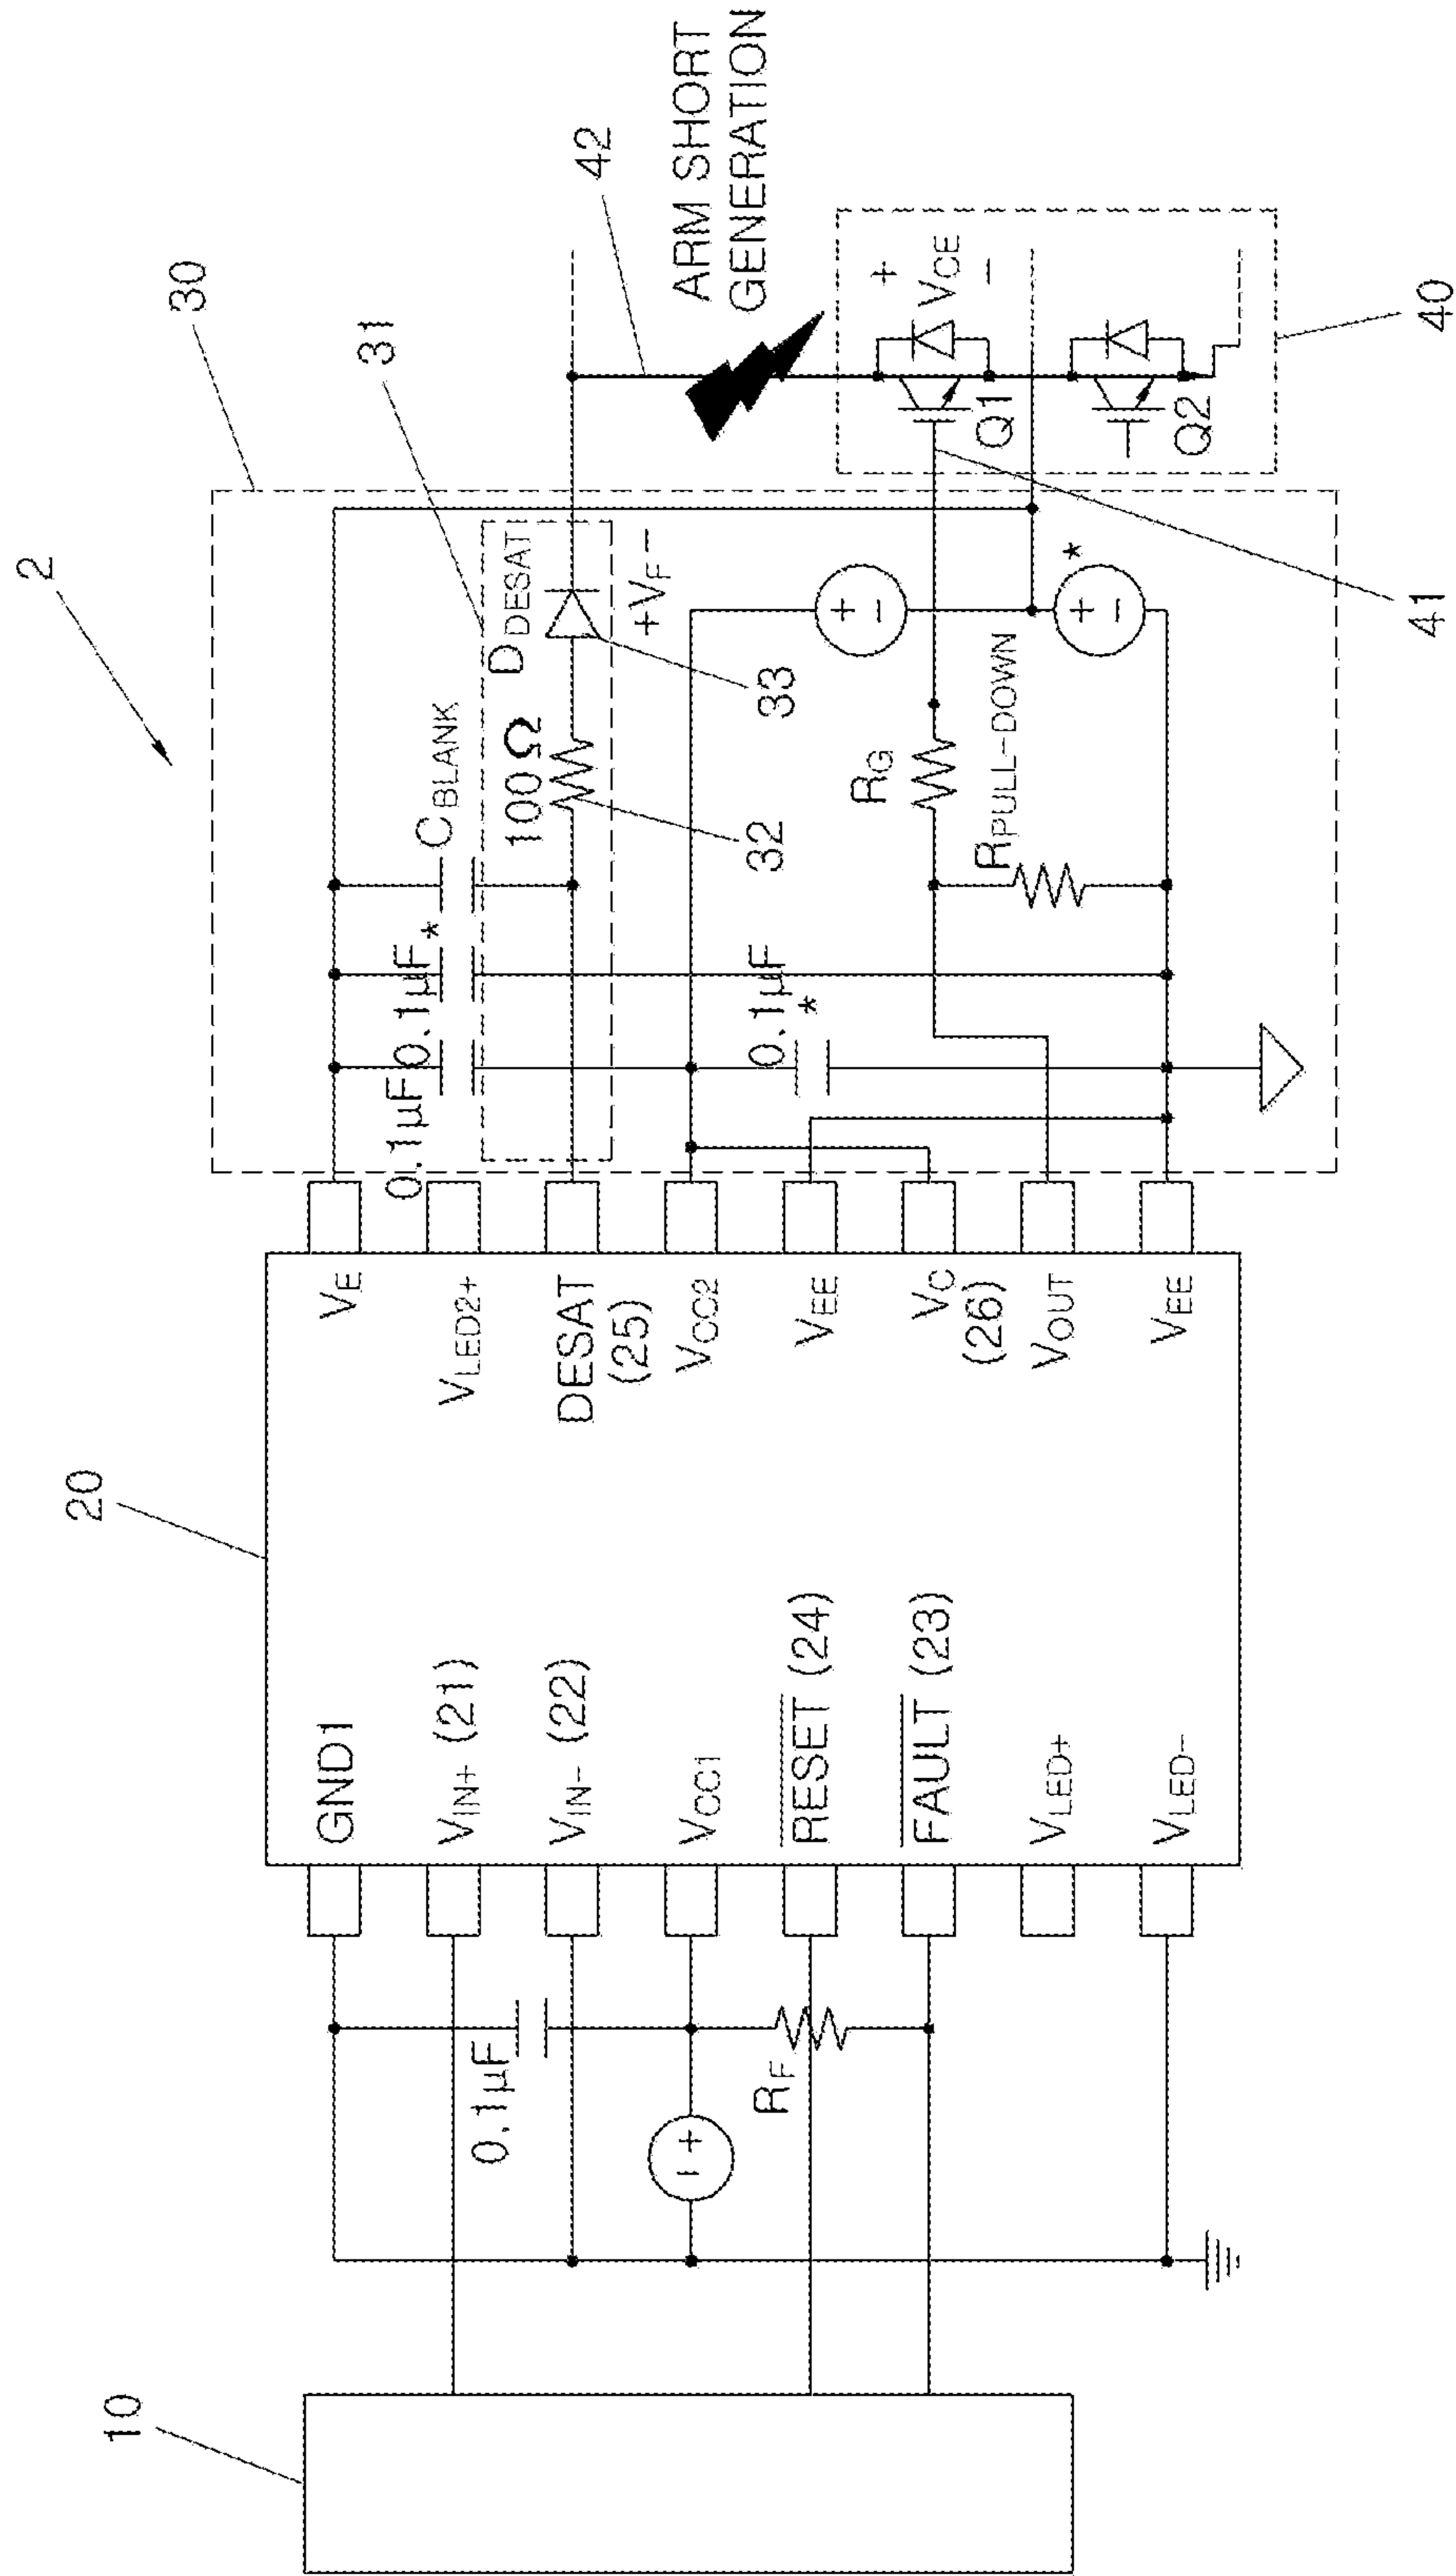 2
10
20
30
31
42
ARM SHORT
GENERATION
GND1
VIN+ (21)
VIN- (22)
VCC1
RESET (24)
FAULT (23)
VLED+
VLED-
VE
VLED2+
DESAT
(25)
VCC2
VEE
VC
(26)
VOUT
VEE
0.1μF
RF
- +
0.1μF
0.1μF*
CBLANK
100Ω
DDESAT
+VF-
32
33
0.1μF
*
RG
RPULL-DOWN
+ -
+ -
*
41
+
VCE
-
Q1
Q2
40